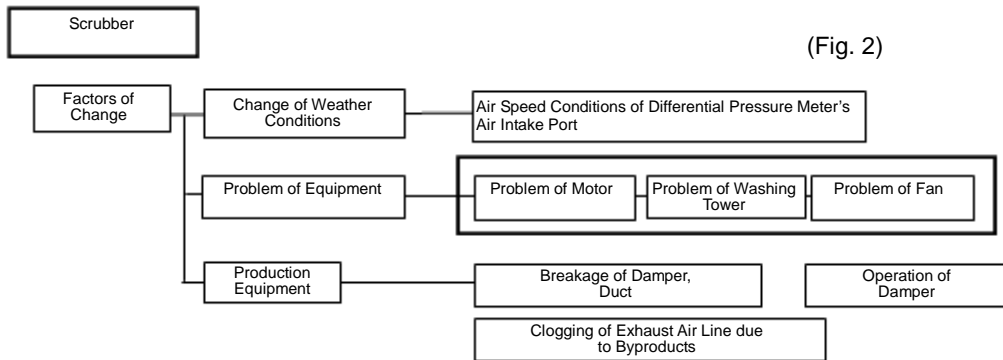 Scrubber
(Fig. 2)
Factors of
Change
Change of Weather
Conditions
Air Speed Conditions of Differential Pressure Meter's
Air Intake Port
Problem of Equipment
Problem of Motor
Problem of Washing
Tower
Problem of Fan
Production
Equipment
Breakage of Damper,
Duct
Operation of
Damper
Clogging of Exhaust Air Line due
to Byproducts